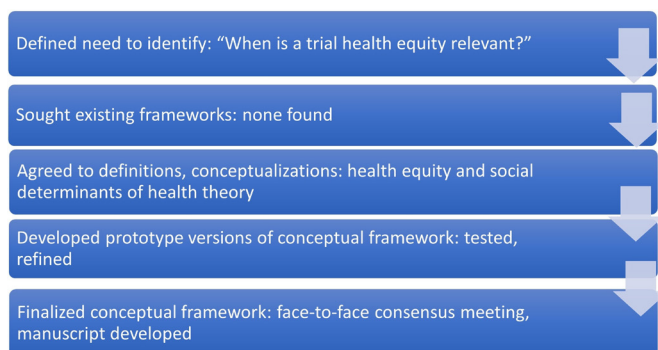 Defined need to identify: “When is a trial health equity relevant?”
Sought existing frameworks: none found
Agreed to definitions, conceptualizations: health equity and social
determinants of health theory
Developed prototype versions of conceptual framework: tested,
refined
Finalized conceptual framework: face-to-face consensus meeting,
manuscript developed